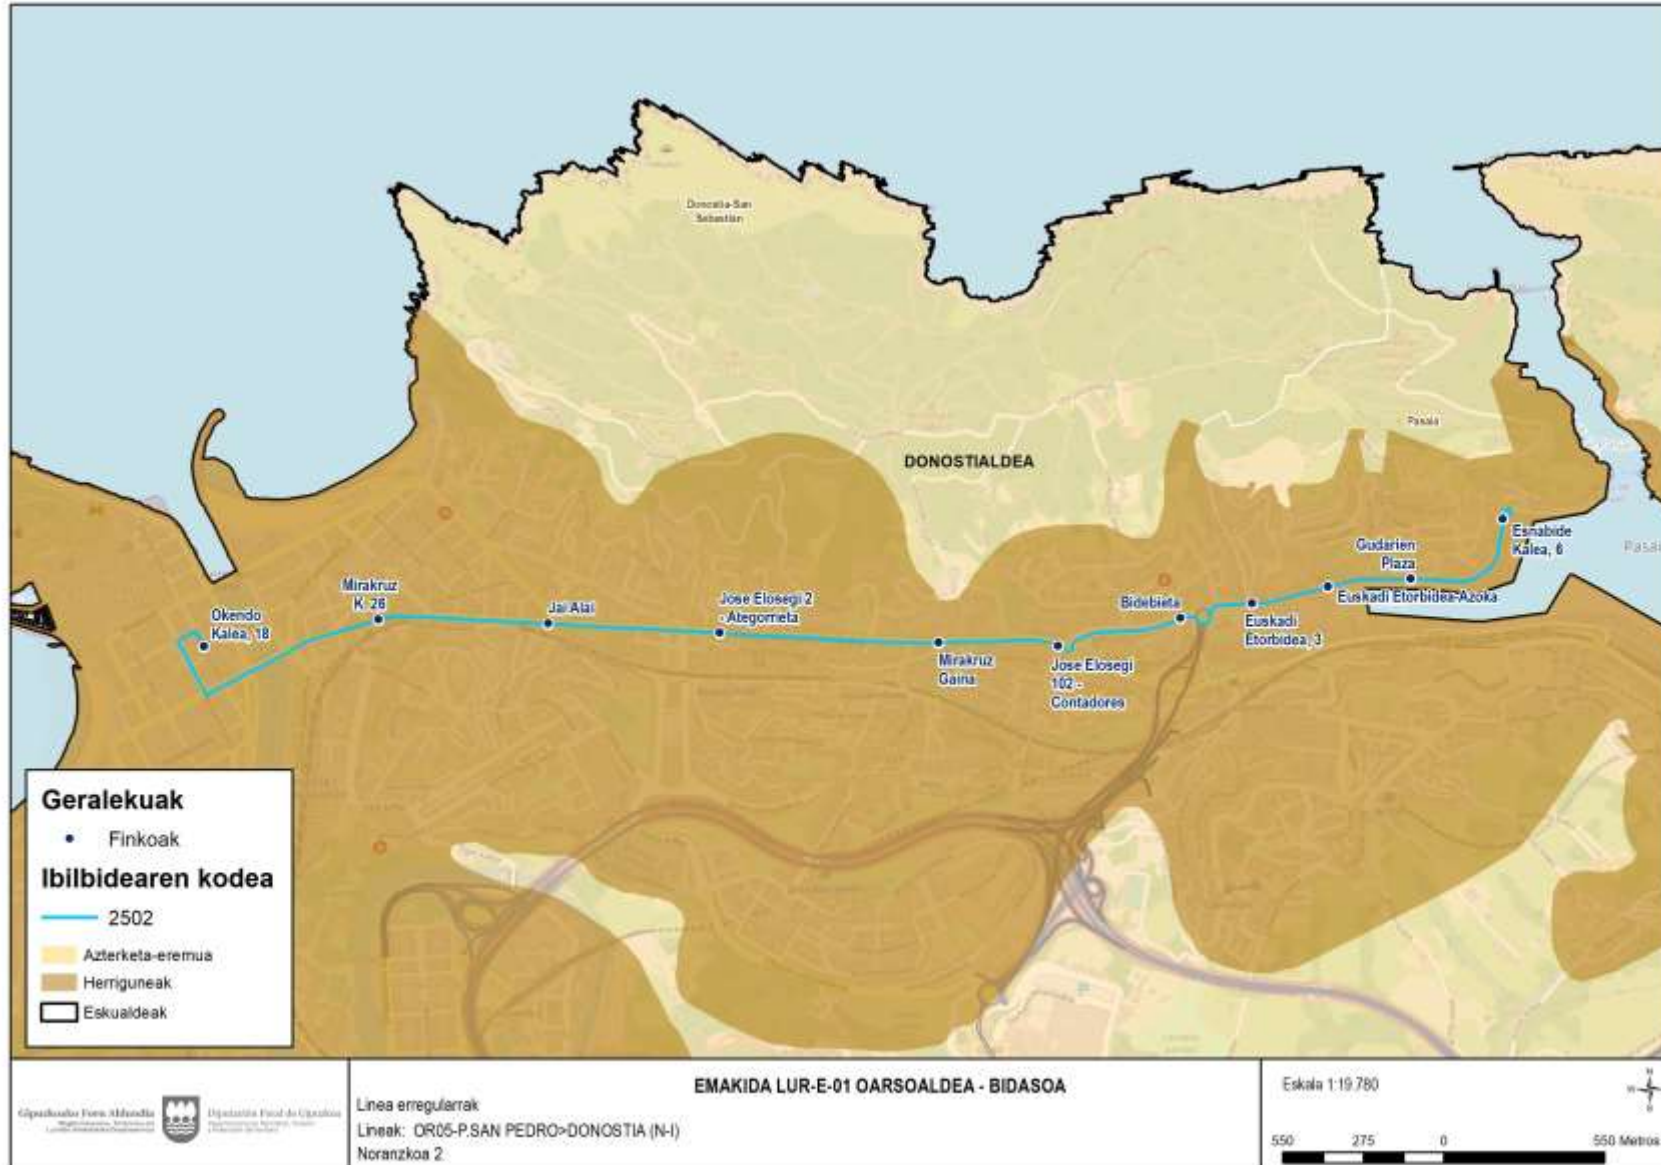 Donostia-San
Sebastián
DONOSTIALDEA
Pasaia
Esnabide
Kalea, 6
Gudarien
Plaza
Euskadi Etorbidea-Azoka
Euskadi
Etorbidea, 3
Bidebieta
Jose Elosegi
102 -
Contadores
Mirakruz
Gaina
Jose Elosegi 2
- Ategorrieta
Jai Alai
Mirakruz
K. 26
Okendo
Kalea, 18
Geralekuak
Finkoak
Ibilbidearen kodea
2502
Azterketa-eremua
Herriguneak
Eskualdeak
Gipuzkoako Foru Aldundia
Diputación Foral de Gipuzkoa
EMAKIDA LUR-E-01 OARSOALDEA - BIDASOA
Linea erregularrak
Lineak: OR05-P.SAN PEDRO>DONOSTIA (N-I)
Noranzkoa 2
Eskala 1:19.780
550 275 0 550 Metros